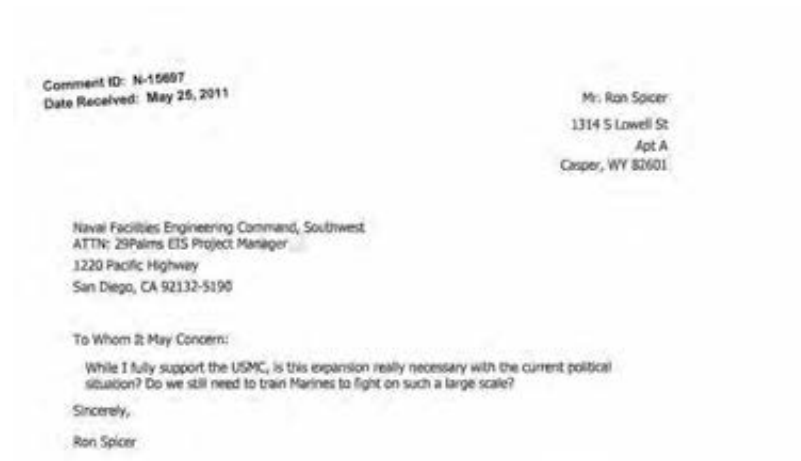 Comment ID: N-15697
Date Received: May 25, 2011
Mr. Ron Spicer
1314 S Lowell St
Apt A
Casper, WY 82601
Naval Facilities Engineering Command, Southwest
ATTN: 29Palms EIS Project Manager
1220 Pacific Highway
San Diego, CA 92132-5190
To Whom It May Concern:
While I fully support the USMC, is this expansion really necessary with the current political
situation? Do we still need to train Marines to fight on such a large scale?
Sincerely,
Ron Spicer